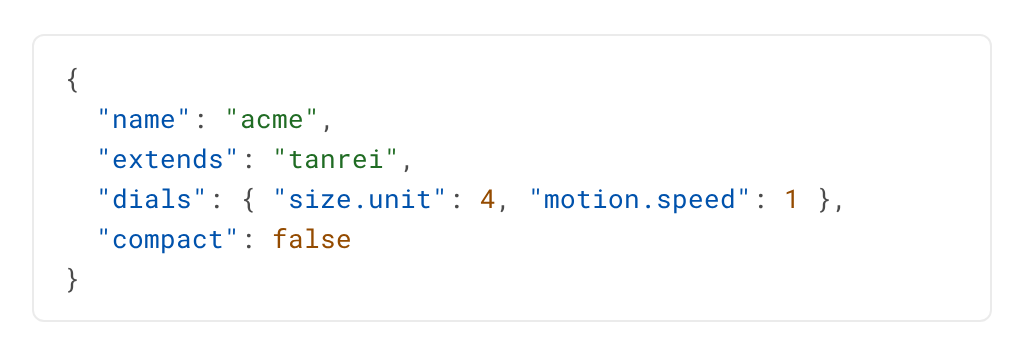 {
  "name": "acme",
  "extends": "tanrei",
  "dials": { "size.unit": 4, "motion.speed": 1 },
  "compact": false
}